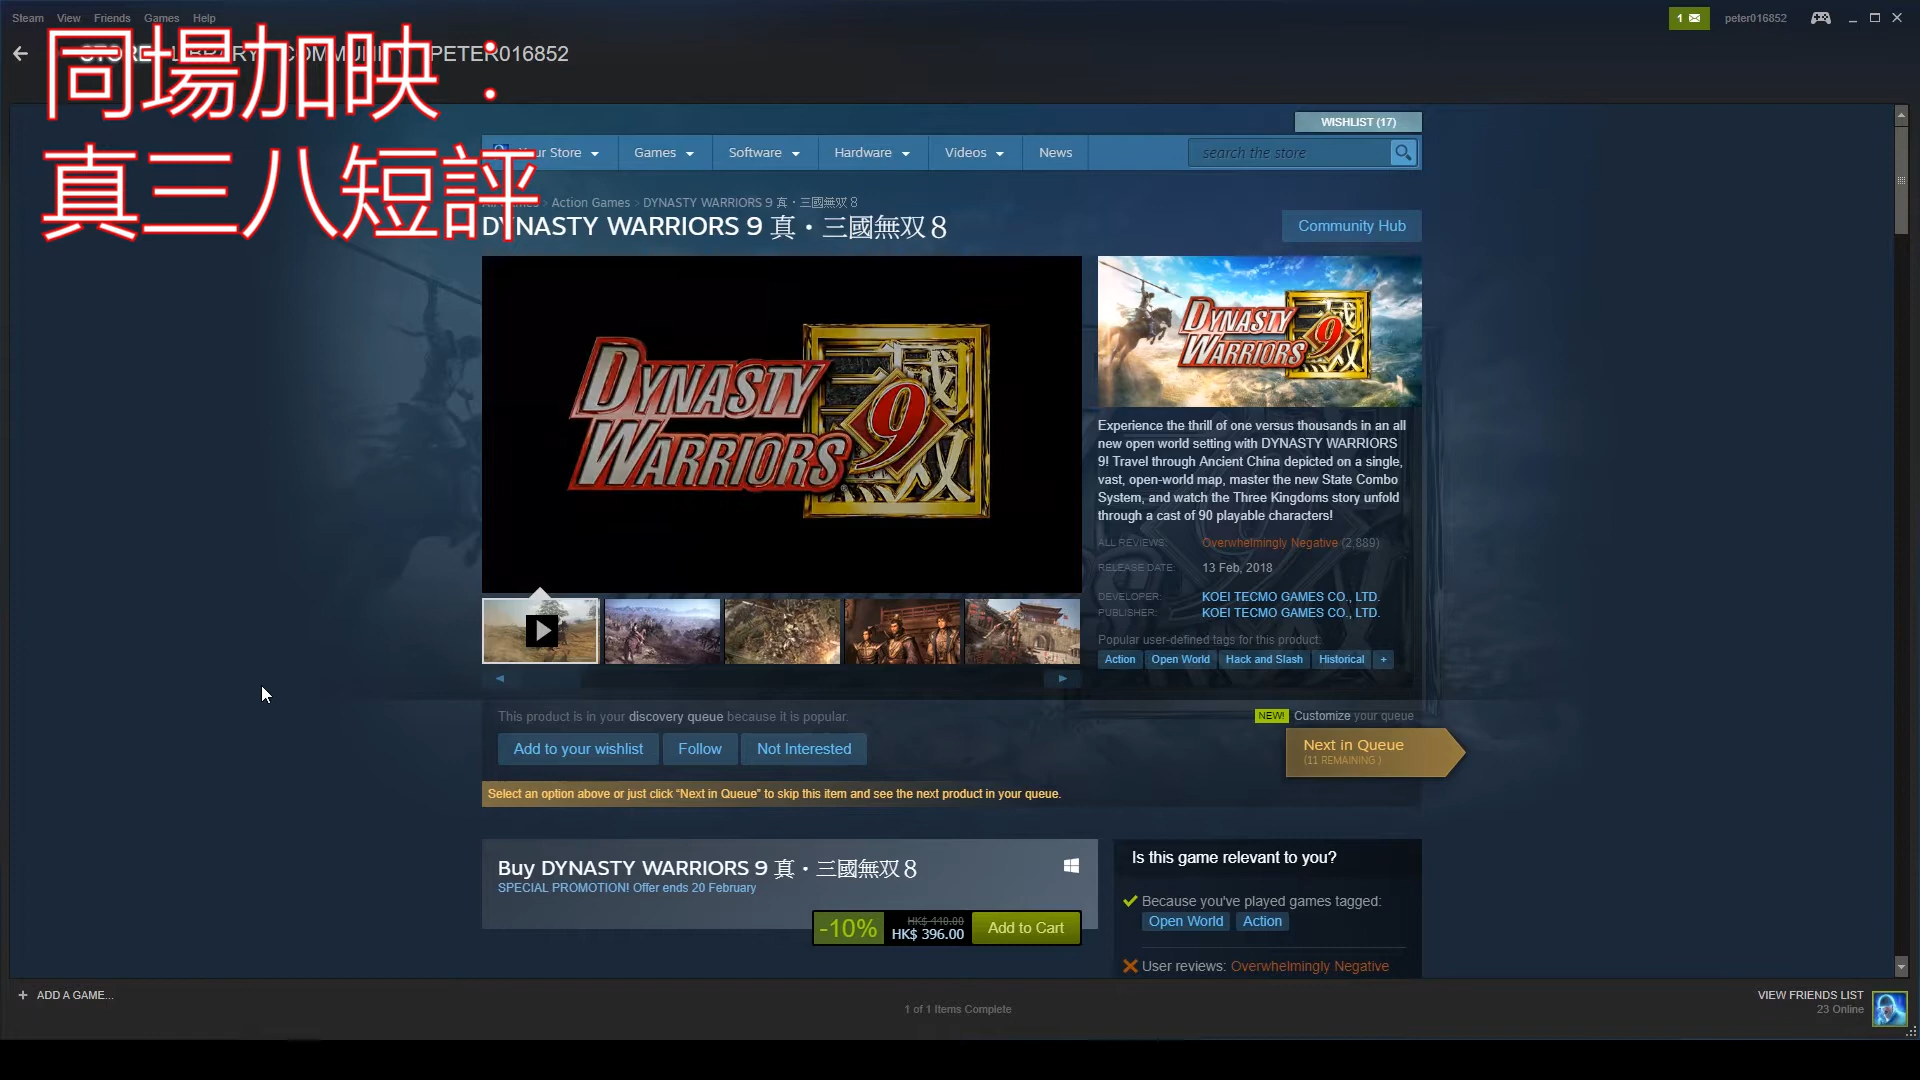 Steam View Friends Games Help
1
peter016852
PETER016852
同場加映：
真三八短評
WISHLIST (17)
Store
Games
Software
Hardware
Videos
News
search the store
Action Games > DYNASTY WARRIORS 9 真・三國無双８
DYNASTY WARRIORS 9 真・三國無双８
Community Hub
DYNASTY
WARRIORS
9
DYNASTY
WARRIORS
9
Experience the thrill of one versus thousands in an all
new open world setting with DYNASTY WARRIORS
9! Travel through Ancient China depicted on a single,
vast, open-world map, master the new State Combo
System, and watch the Three Kingdoms story unfold
through a cast of 90 playable characters!
ALL REVIEWS: Overwhelmingly Negative (2,889)
RELEASE DATE: 13 Feb, 2018
DEVELOPER: KOEI TECMO GAMES CO., LTD.
PUBLISHER: KOEI TECMO GAMES CO., LTD.
Popular user-defined tags for this product:
Action Open World Hack and Slash Historical +
This product is in your discovery queue because it is popular.
NEW! Customize your queue
Add to your wishlist Follow Not Interested
Next in Queue
(11 REMAINING )
Select an option above or just click “Next in Queue” to skip this item and see the next product in your queue.
Buy DYNASTY WARRIORS 9 真・三國無双８
SPECIAL PROMOTION! Offer ends 20 February
-10%
HK$ 440.00
HK$ 396.00
Add to Cart
Is this game relevant to you?
Because you've played games tagged:
Open World Action
User reviews: Overwhelmingly Negative
+ ADD A GAME...
1 of 1 Items Complete
VIEW FRIENDS LIST
23 Online